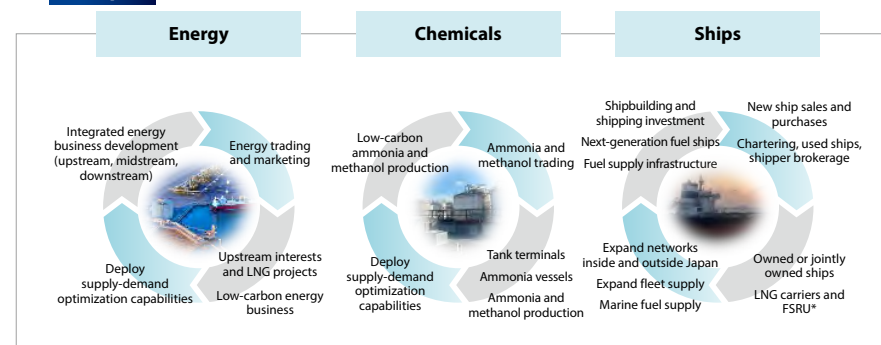 Energy
Integrated energy
business development
(upstream, midstream,
downstream)
Energy trading
and marketing
Deploy
supply-demand
optimization capabilities
Upstream interests
and LNG projects
Low-carbon energy
business
Chemicals
Low-carbon
ammonia and
methanol production
Ammonia and
methanol trading
Deploy
supply-demand
optimization
capabilities
Tank terminals
Ammonia vessels
Ammonia and
methanol production
Ships
Shipbuilding and
shipping investment
Next-generation fuel ships
Fuel supply infrastructure
New ship sales and
purchases
Chartering, used ships,
shipper brokerage
Expand networks
inside and outside Japan
Expand fleet supply
Marine fuel supply
Owned or jointly
owned ships
LNG carriers and
FSRU*